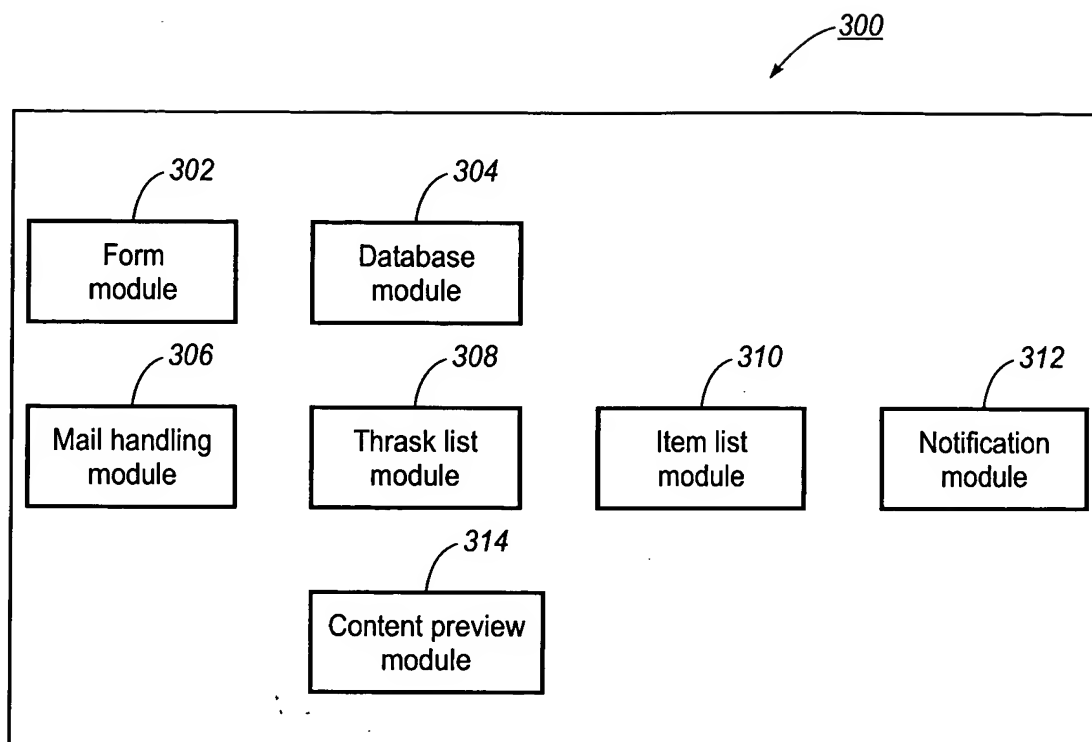 300
302
304
Form
module
Database
module
306
308
310
312
Mail handling
module
Thrask list
module
Item list
module
Notification
module
314
Content preview
module